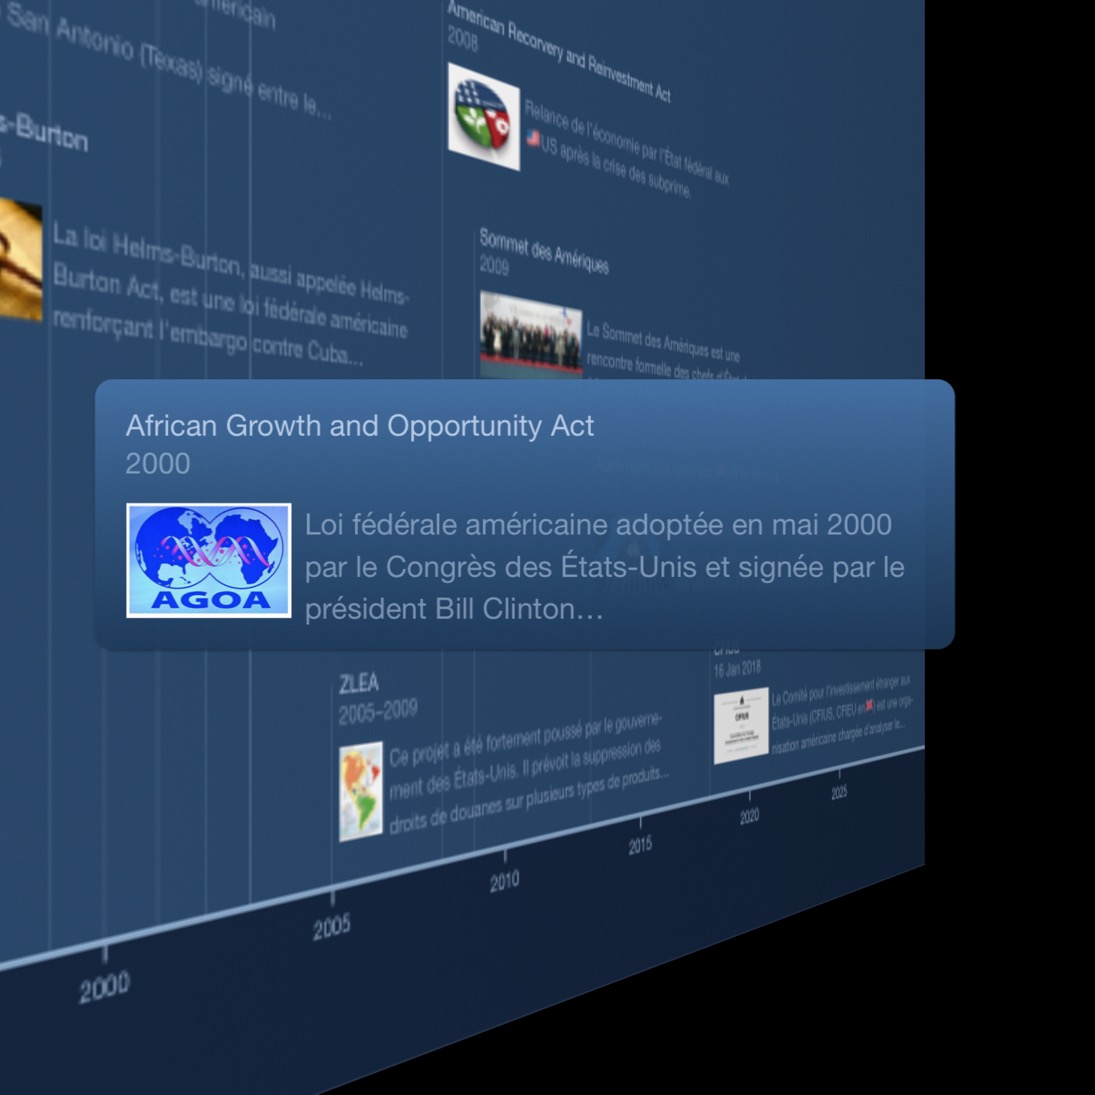 américain
San Antonio (Texas) signé entre le...
s-Burton
La loi Helms-Burton, aussi appelée Helms-
Burton Act, est une loi fédérale américaine
renforçant l'embargo contre Cuba...
American Recorvery and Reinvestment Act
2008
Relance de l'économie par l'État fédéral aux
US après la crise des subprime.
Sommet des Amériques
2009
Le Sommet des Amériques est une
rencontre formelle des chefs d'État
African Growth and Opportunity Act
2000
AGOA
Loi fédérale américaine adoptée en mai 2000
par le Congrès des États-Unis et signée par le
président Bill Clinton...
ZLEA
2005–2009
Ce projet a été fortement poussé par le gouverne-
ment des États-Unis. Il prévoit la suppression des
droits de douanes sur plusieurs types de produits...
CFIUS
16 Jan 2018
CFIUS
Le Comité pour l'investissement étranger aux
États-Unis (CFIUS, CFIEU en ) est une orga-
nisation américaine chargée d'analyser le...
2000
2005
2010
2015
2020
2025